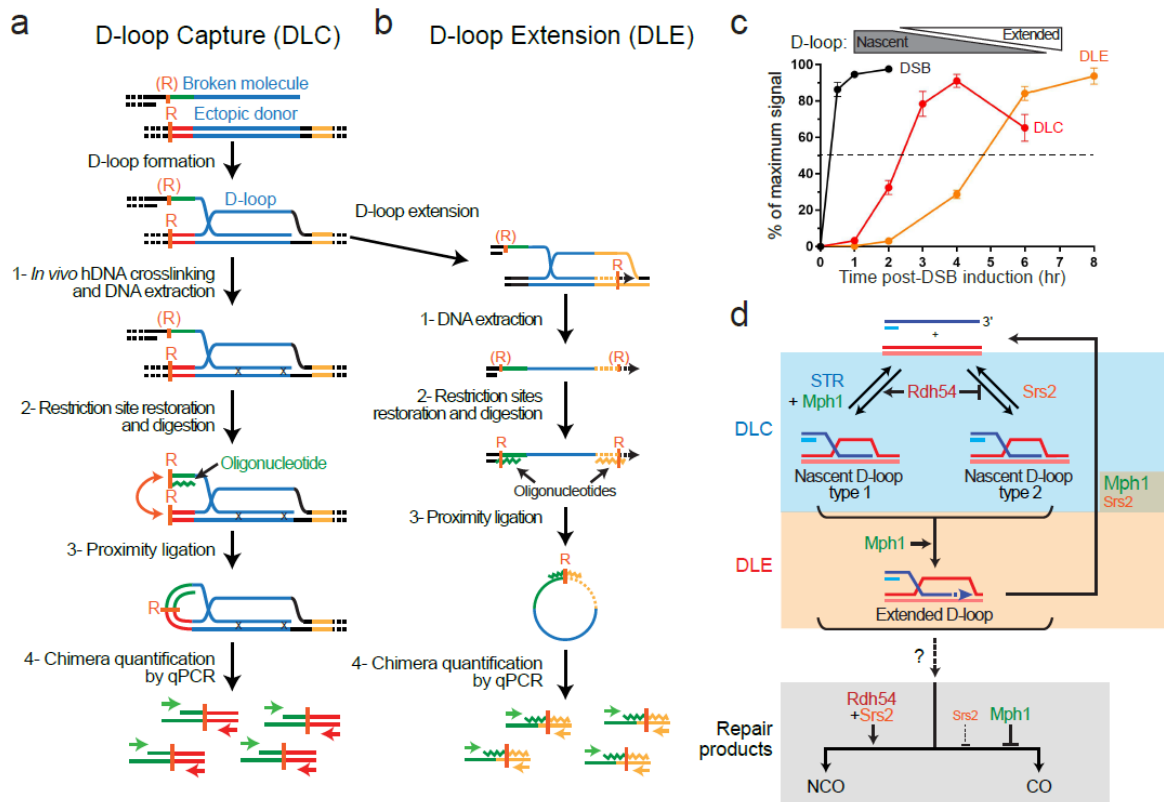 a
D-loop Capture (DLC)
(R) Broken molecule
R Ectopic donor
D-loop formation
(R)
D-loop
R
1- In vivo hDNA crosslinking
and DNA extraction
(R)
R
x x
2- Restriction site restoration
and digestion
R
Oligonucleotide
R
x x
3- Proximity ligation
R
x x
4- Chimera quantification
by qPCR
b
D-loop Extension (DLE)
D-loop extension
(R)
R
1- DNA extraction
(R) (R)
2- Restriction sites
restoration and digestion
R R
Oligonucleotides
3- Proximity ligation
R
4- Chimera quantification
by qPCR
c
D-loop: Nascent Extended
DSB
DLE
DLC
% of maximum signal
100
80
60
40
20
0
0 2 4 6 8
Time post-DSB induction (hr)
d
3'
+
STR
+ Mph1
Rdh54
Srs2
DLC
Nascent D-loop
type 1
Nascent D-loop
type 2
Mph1
Srs2
DLE
Mph1
Extended D-loop
?
Repair
products
Rdh54
+Srs2
Srs2
Mph1
NCO
CO